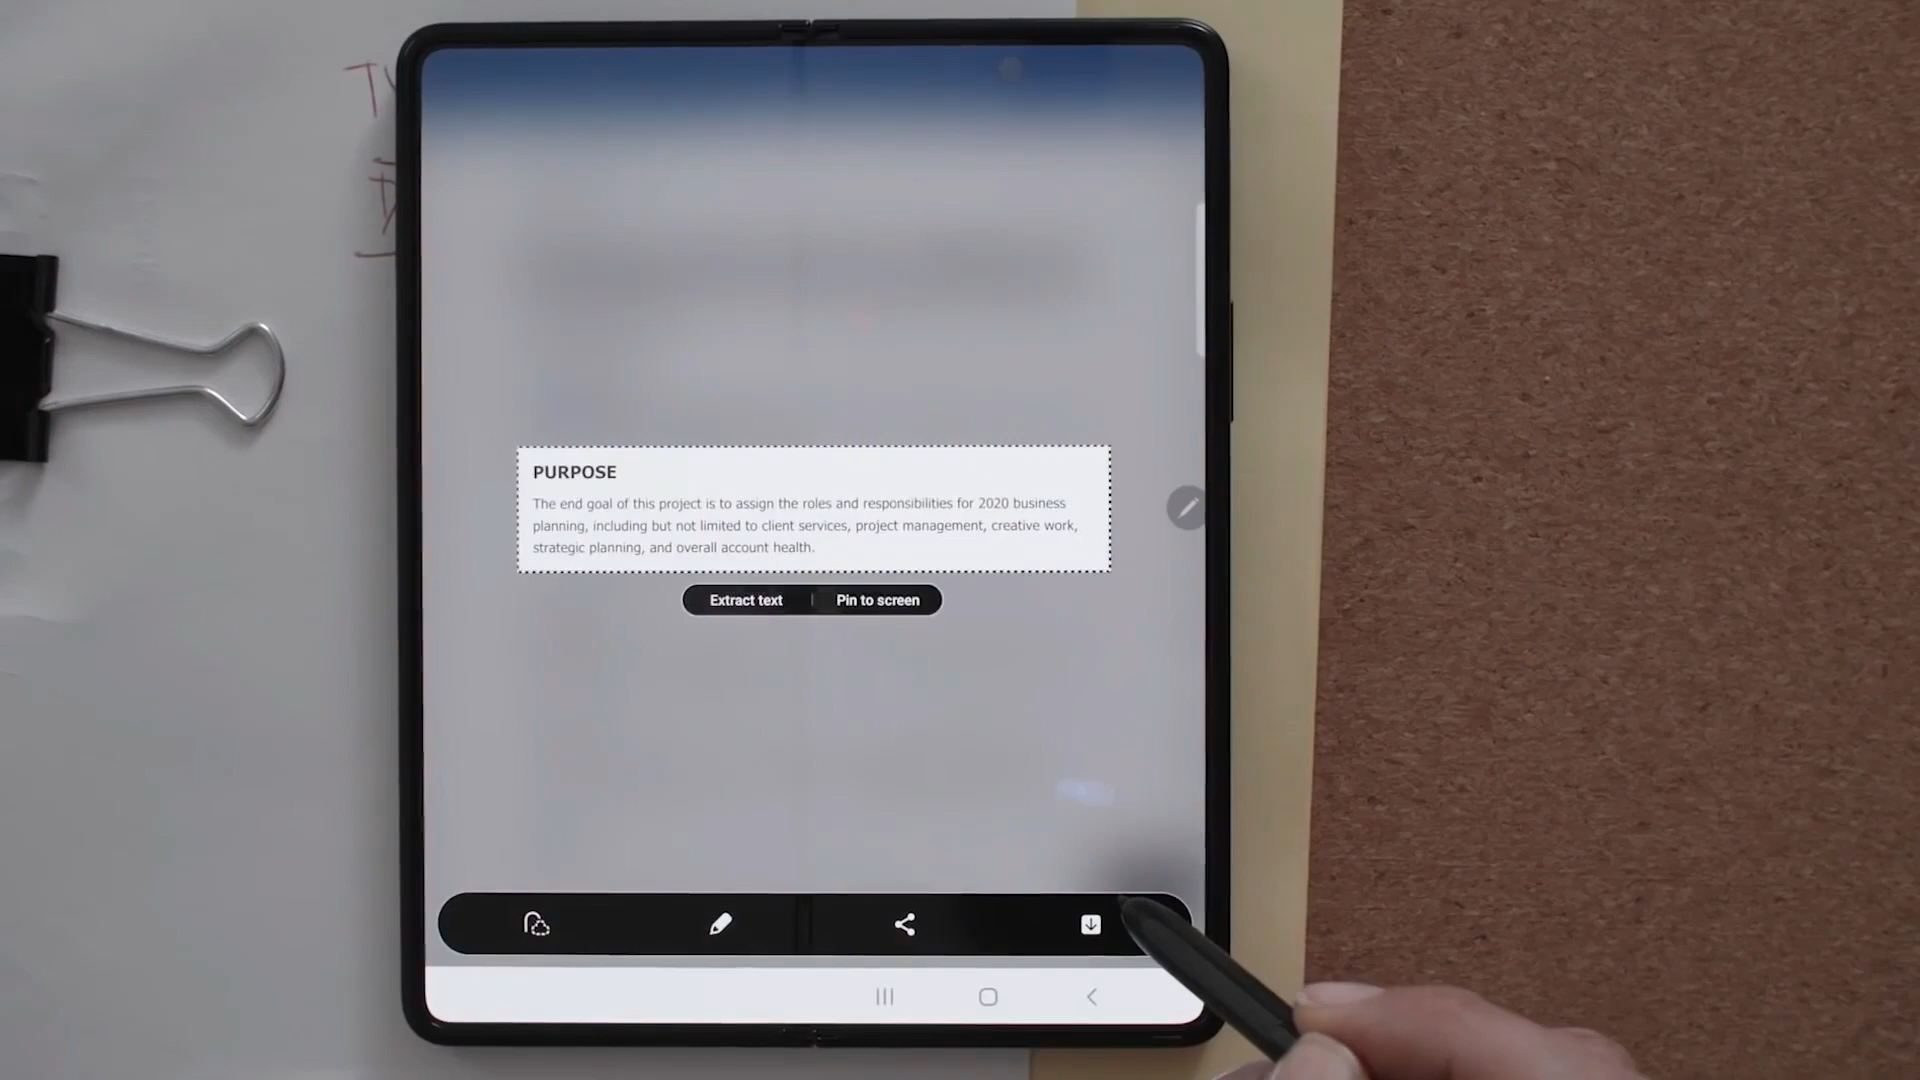 PURPOSE
The end goal of this project is to assign the roles and responsibilities for 2020 business
planning, including but not limited to client services, project management, creative work,
strategic planning, and overall account health.
Extract text
Pin to screen